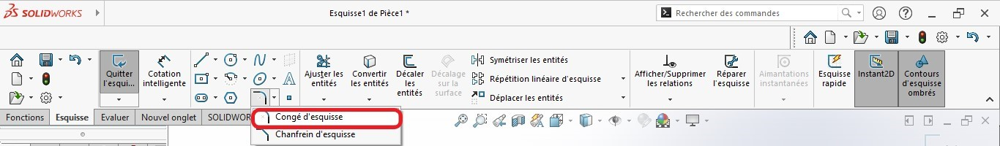 SOLIDWORKS
Esquisse1 de Pièce1 *
Rechercher des commandes
Quitter l'esqui...
Cotation intelligente
Ajuster les entités
Convertir les entités
Décaler les entités
Décalage sur la surface
Symétriser les entités
Répétition linéaire d'esquisse
Déplacer les entités
Afficher/Supprimer les relations
Réparer l'esquisse
Aimantations instantanées
Esquisse rapide
Instant2D
Contours d'esquisse ombrés
Fonctions
Esquisse
Evaluer
Nouvel onglet
SOLIDWOR
Congé d'esquisse
Chanfrein d'esquisse